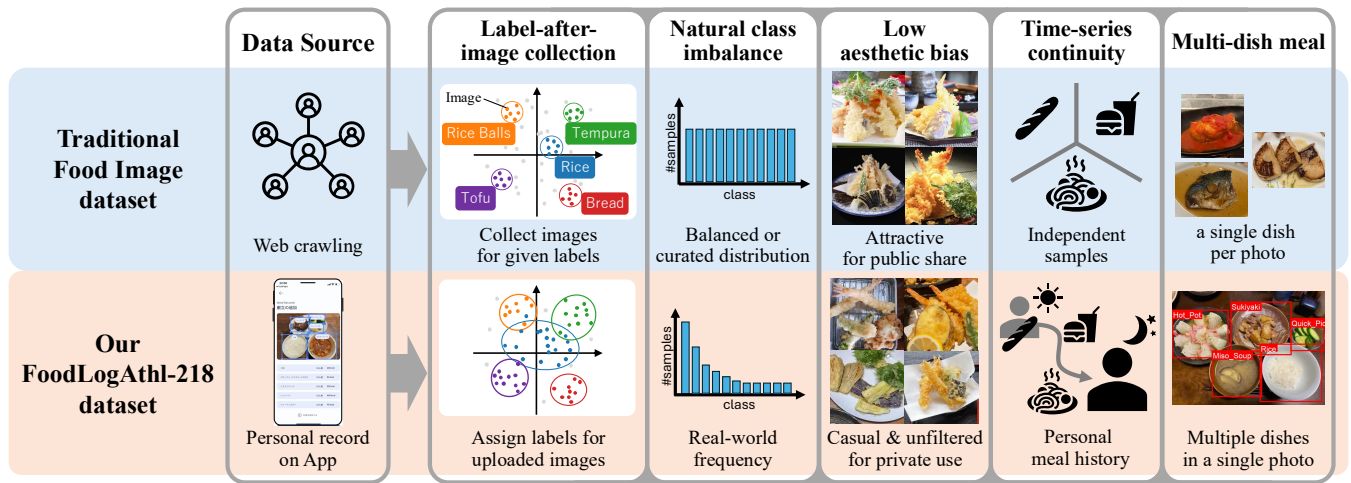 Data Source
Label-after-
image collection
Natural class
imbalance
Low
aesthetic bias
Time-series
continuity
Multi-dish meal
Traditional
Food Image
dataset
Web crawling
Image
Rice Balls
Tempura
Rice
Tofu
Bread
Collect images
for given labels
#samples
class
Balanced or
curated distribution
Attractive
for public share
Independent
samples
a single dish
per photo
Our
FoodLogAthl-218
dataset
Personal record
on App
Assign labels for
uploaded images
#samples
class
Real-world
frequency
Casual & unfiltered
for private use
Personal
meal history
Hot_Pot
Sukiyaki
Quick_Pic
Miso_Soup
Rice
Multiple dishes
in a single photo